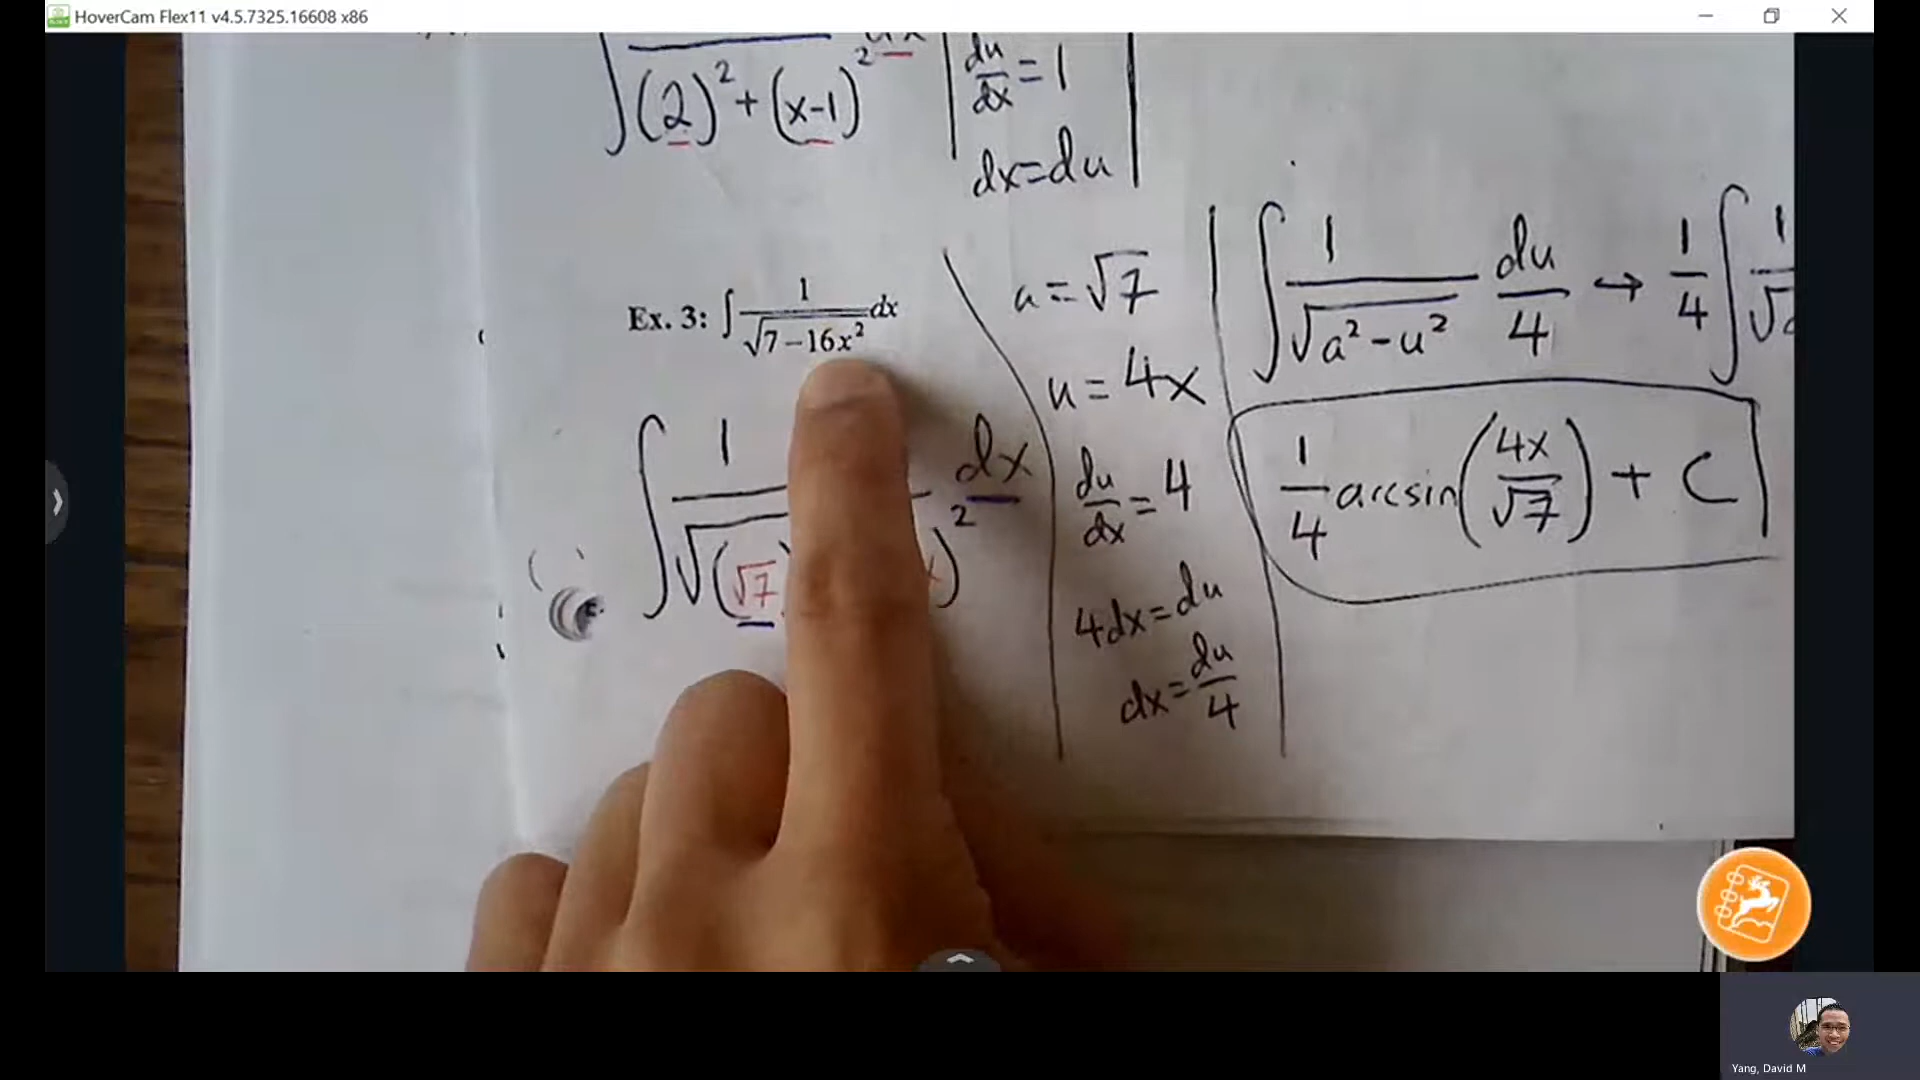 HoverCam Flex11 v4.5.7325.16608 x86
∫ (2)² + (x-1)²
du/dx = 1
dx = du
Ex. 3: ∫ 1/√(7-16x²) dx
∫ 1/√((√7) )² dx
a = √7
u = 4x
du/dx = 4
4dx = du
dx = du/4
∫ 1/√(a² - u²) du/4 → 1/4 ∫ 1/√
1/4 arcsin(4x/√7) + C
Yang, David M